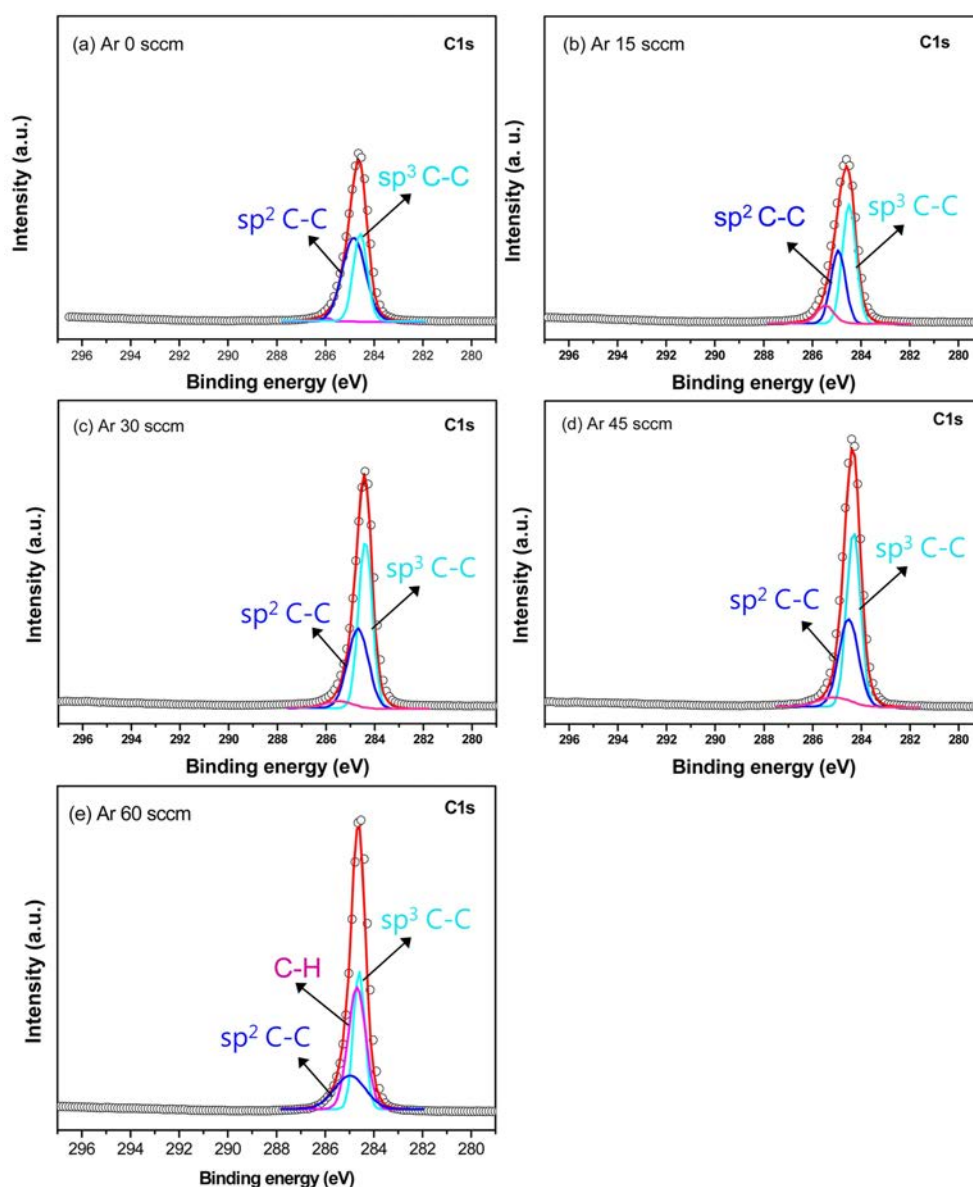 (a) Ar 0 sccm
C1s
sp² C-C
sp³ C-C
Intensity (a.u.)
296 294 292 290 288 286 284 282 280
Binding energy (eV)
(b) Ar 15 sccm
C1s
sp² C-C
sp³ C-C
Intensity (a. u.)
296 294 292 290 288 286 284 282 280
Binding energy (eV)
(c) Ar 30 sccm
C1s
sp³ C-C
sp² C-C
Intensity (a.u.)
296 294 292 290 288 286 284 282 280
Binding energy (eV)
(d) Ar 45 sccm
C1s
sp³ C-C
sp² C-C
Intensity (a.u.)
296 294 292 290 288 286 284 282 280
Binding energy (eV)
(e) Ar 60 sccm
C1s
sp³ C-C
C-H
sp² C-C
Intensity (a.u.)
296 294 292 290 288 286 284 282 280
Binding energy (eV)